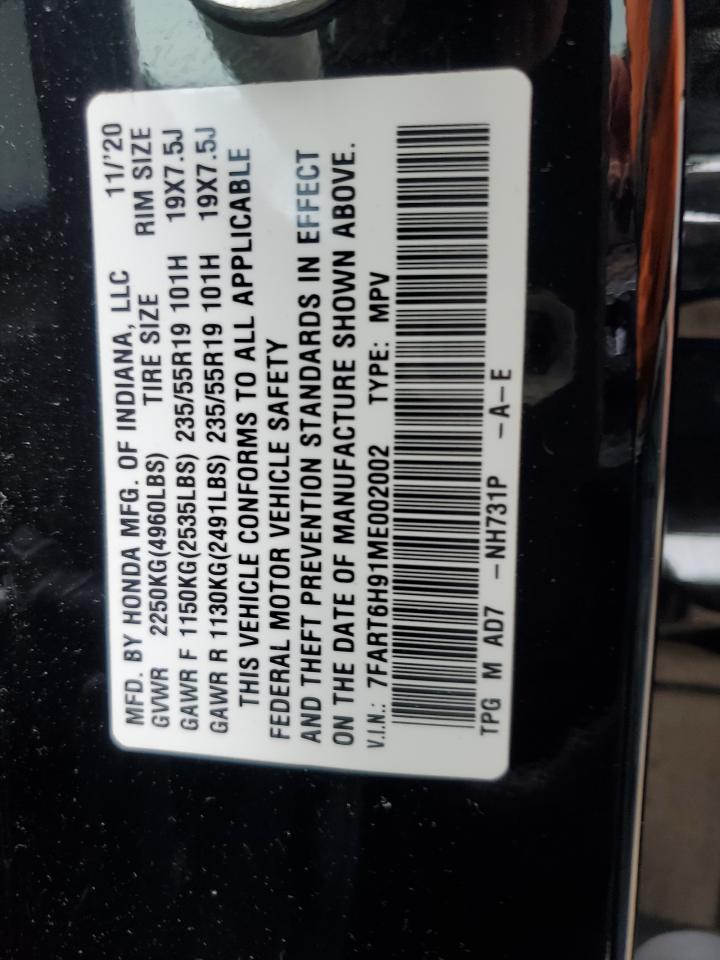 MFD. BY HONDA MFG. OF INDIANA, LLC 11/'20
GVWR 2250KG(4960LBS) TIRE SIZE RIM SIZE
GAWR F 1150KG(2535LBS) 235/55R19 101H 19X7.5J
GAWR R 1130KG(2491LBS) 235/55R19 101H 19X7.5J
THIS VEHICLE CONFORMS TO ALL APPLICABLE
FEDERAL MOTOR VEHICLE SAFETY
AND THEFT PREVENTION STANDARDS IN EFFECT
ON THE DATE OF MANUFACTURE SHOWN ABOVE.
V.I.N.: 7FART6H91ME002002 TYPE: MPV
TPG M AD7 -NH731P -A-E